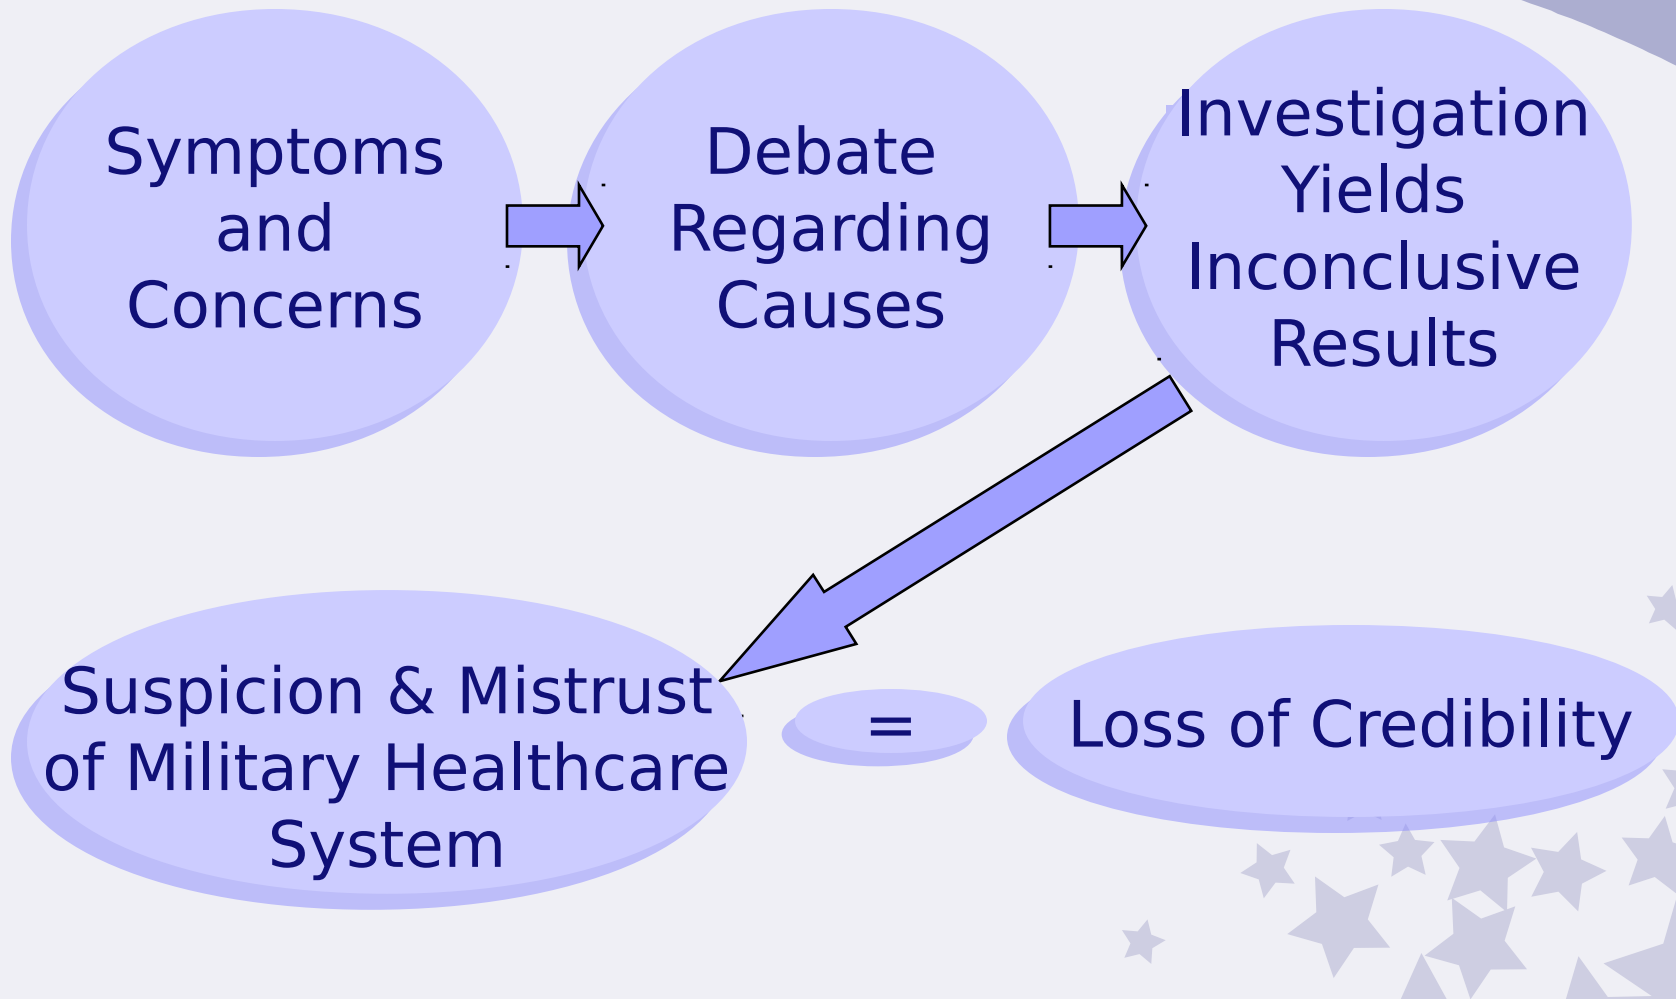 Symptoms
and
Concerns
Debate
Regarding
Causes
Investigation
Yields
Inconclusive
Results
Suspicion & Mistrust
of Military Healthcare
System
=
Loss of Credibility